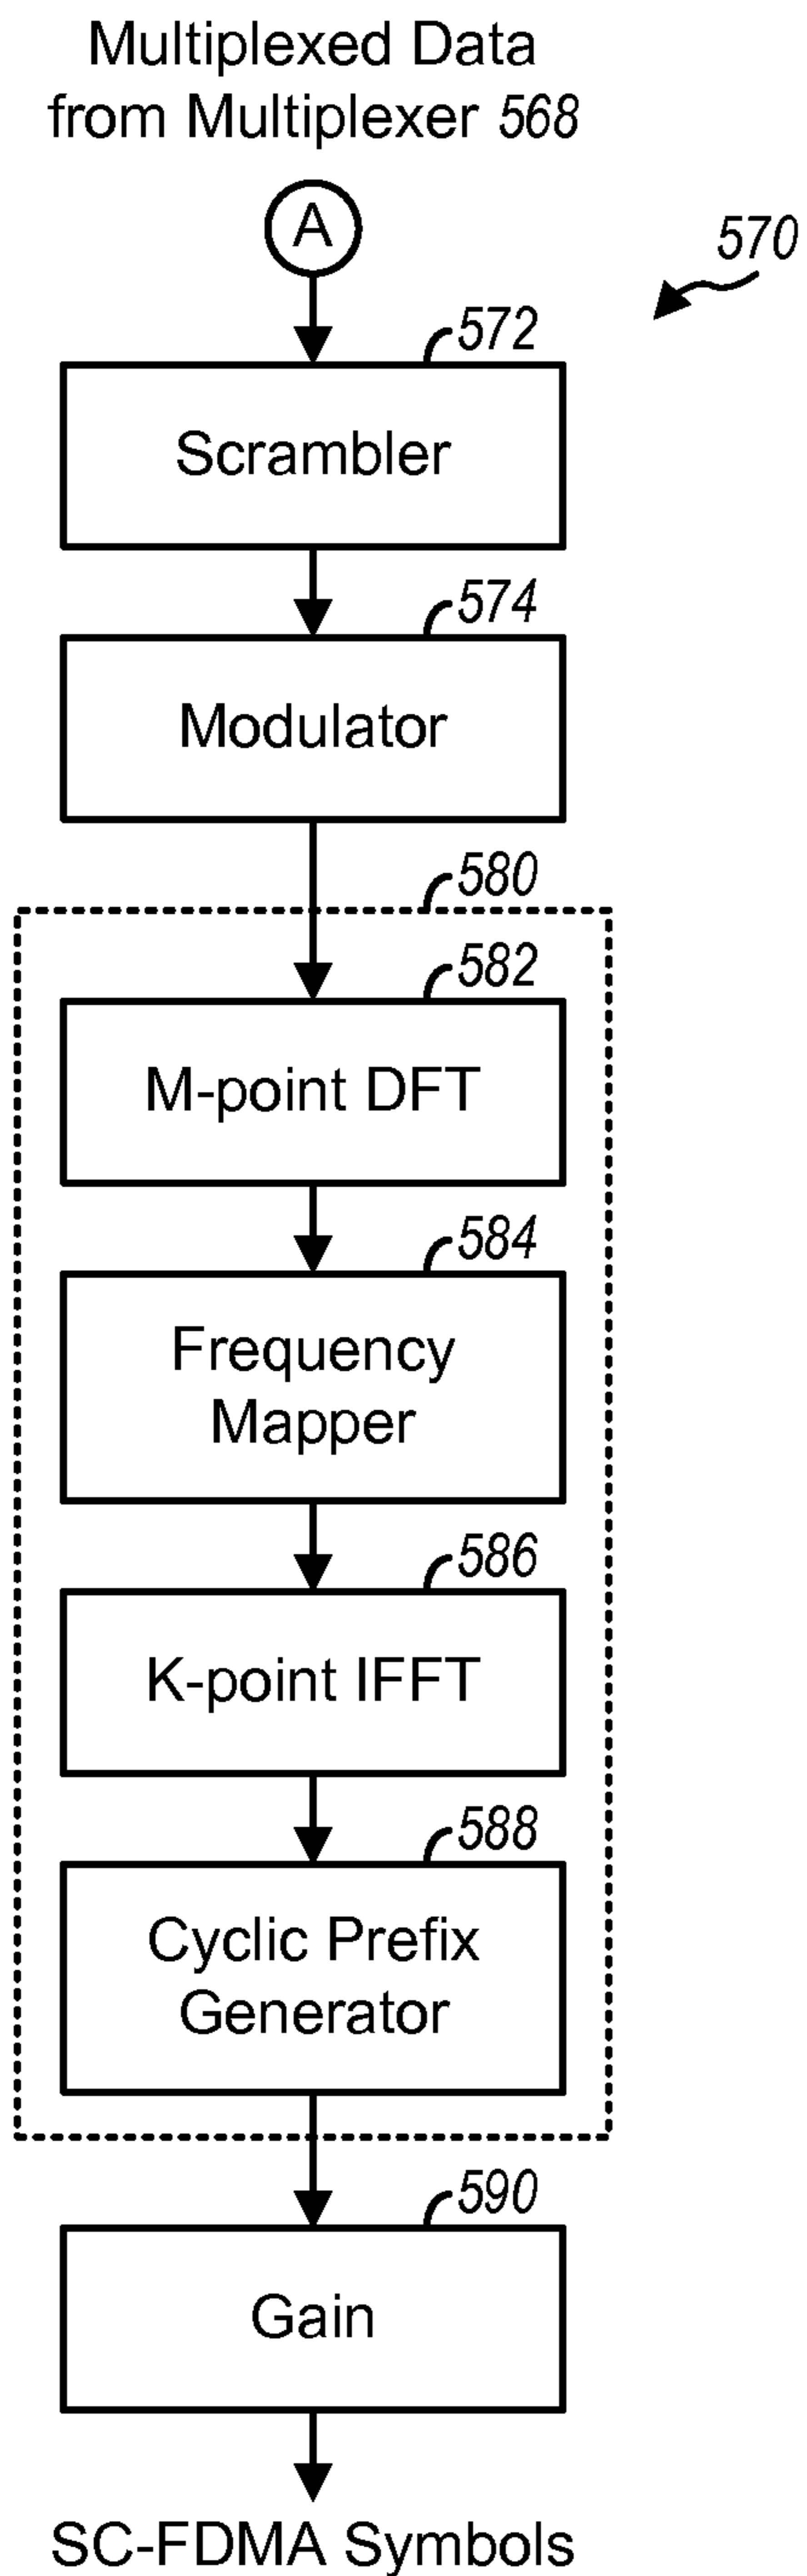 Multiplexed Data
from Multiplexer 568
A
570
572
Scrambler
574
Modulator
580
582
M-point DFT
584
Frequency
Mapper
586
K-point IFFT
588
Cyclic Prefix
Generator
590
Gain
SC-FDMA Symbols